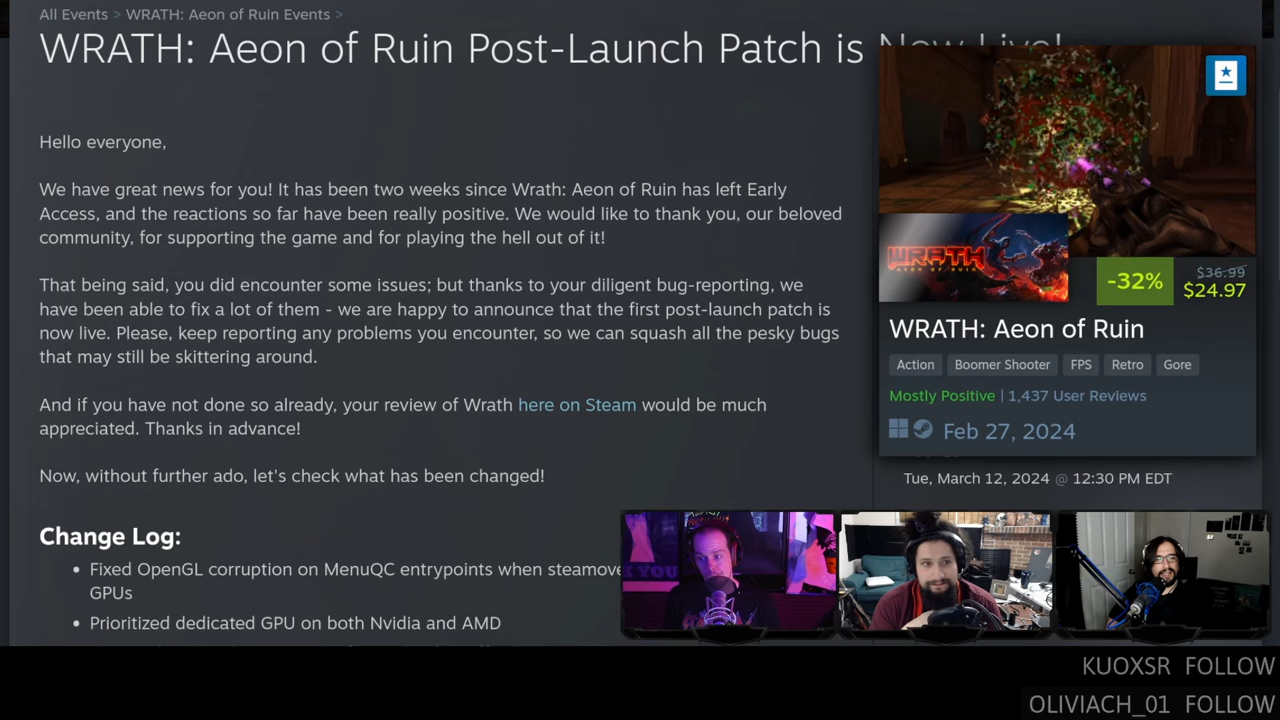 All Events > WRATH: Aeon of Ruin Events >
WRATH: Aeon of Ruin Post-Launch Patch is Now Live!
Hello everyone,
We have great news for you! It has been two weeks since Wrath: Aeon of Ruin has left Early
Access, and the reactions so far have been really positive. We would like to thank you, our beloved
community, for supporting the game and for playing the hell out of it!
That being said, you did encounter some issues; but thanks to your diligent bug-reporting, we
have been able to fix a lot of them - we are happy to announce that the first post-launch patch is
now live. Please, keep reporting any problems you encounter, so we can squash all the pesky bugs
that may still be skittering around.
And if you have not done so already, your review of Wrath here on Steam would be much
appreciated. Thanks in advance!
Now, without further ado, let's check what has been changed!
Change Log:
• Fixed OpenGL corruption on MenuQC entrypoints when steamove
GPUs
• Prioritized dedicated GPU on both Nvidia and AMD
WRATH
AEON OF RUIN
-32%
$36.99
$24.97
WRATH: Aeon of Ruin
Action Boomer Shooter FPS Retro Gore
Mostly Positive | 1,437 User Reviews
Feb 27, 2024
Tue, March 12, 2024 @ 12:30 PM EDT
KUOXSR FOLLOW
OLIVIACH_01 FOLLOW